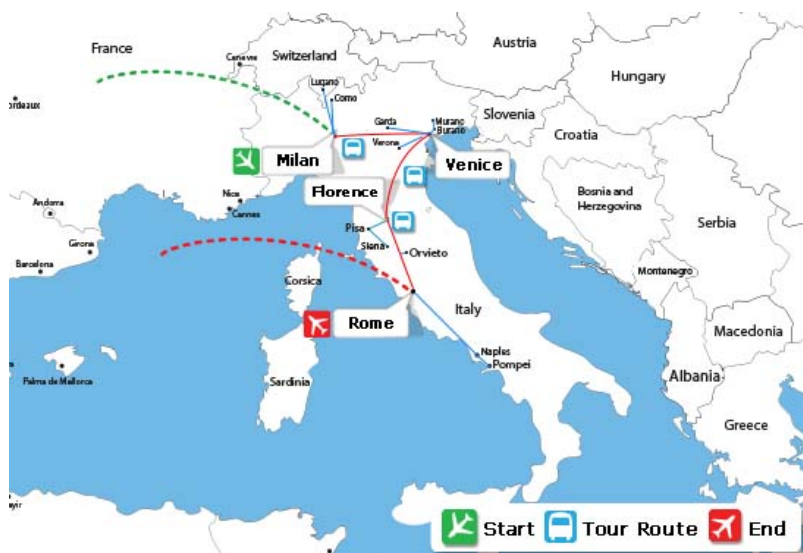 Austria
France
Switzerland
Hungary
Geneve
Lugano
Como
Garda
Murano
Burano
Slovenia
Croatia
Verona
Milan
Venice
Florence
Bosnia and
Herzegovina
Serbia
Nice
Cannes
Andorra
Girona
Pisa
Siena
Orvieto
Barcelona
Montenegro
Corsica
Italy
Rome
Macedonia
Naples
Pompei
Albania
Palma de Mallorca
Sardinia
Greece
Start
Tour Route
End